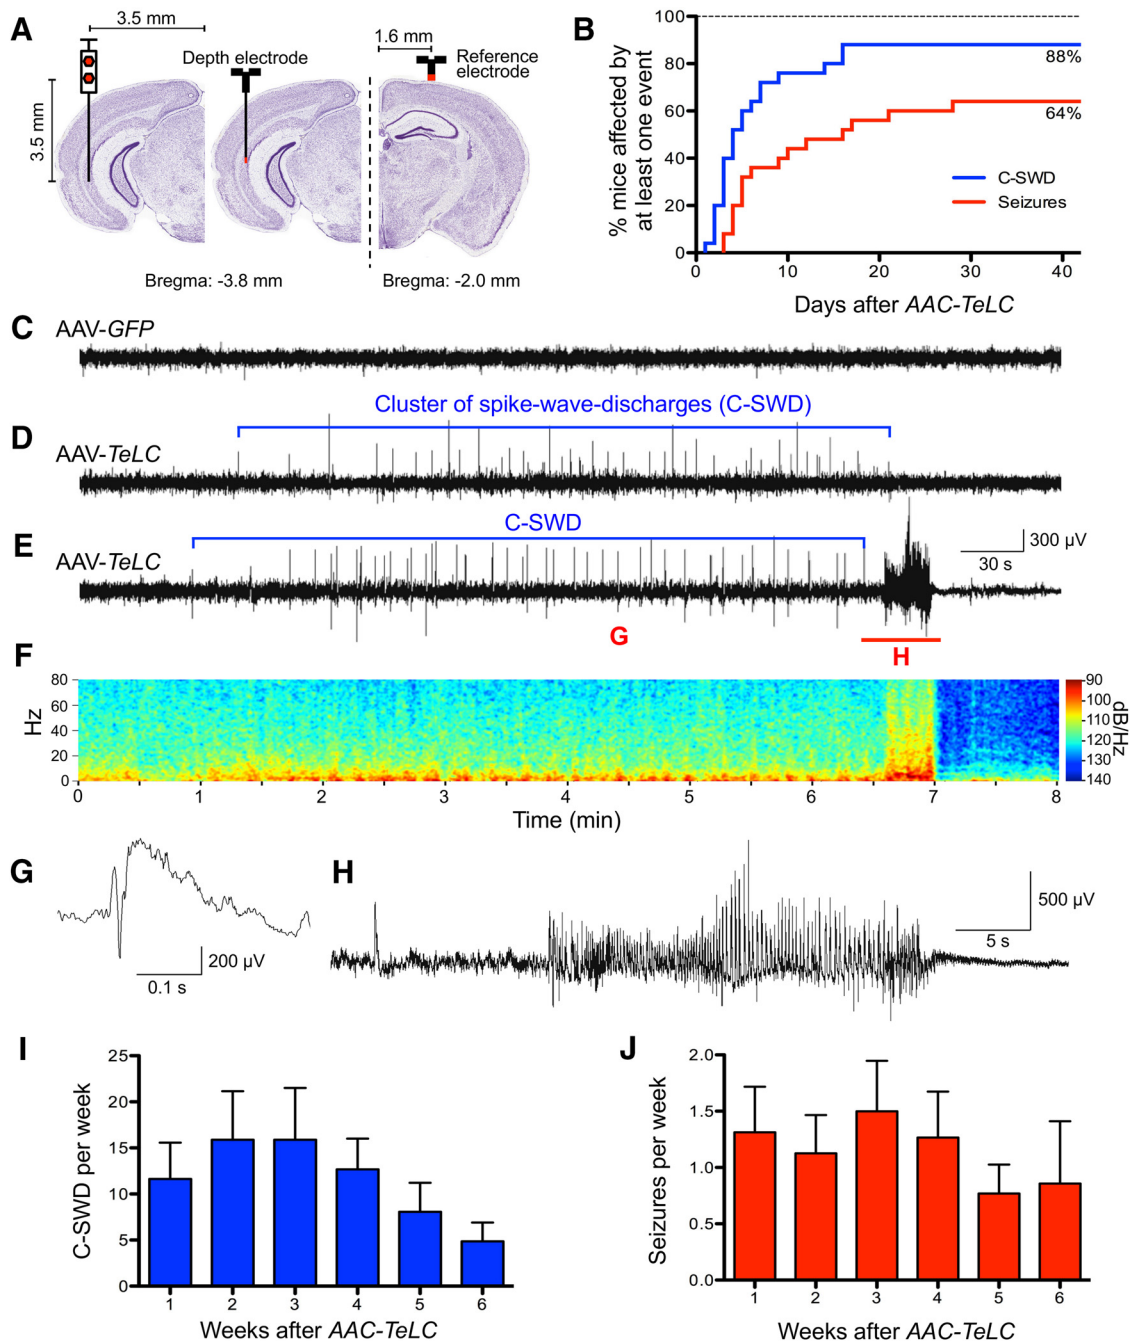 A
3.5 mm
3.5 mm
Depth electrode
1.6 mm
Reference
electrode
Bregma: -3.8 mm
Bregma: -2.0 mm
B
% mice affected by
at least one event
100
80
60
40
20
0
88%
64%
C-SWD
Seizures
0
10
20
30
40
Days after AAC-TeLC
C
AAV-GFP
Cluster of spike-wave-discharges (C-SWD)
D
AAV-TeLC
C-SWD
E
AAV-TeLC
300 µV
30 s
G
H
F
Hz
80
60
40
20
0
90
100
110
120
130
140
dB/Hz
0
1
2
3
4
5
6
7
8
Time (min)
G
200 µV
0.1 s
H
500 µV
5 s
I
C-SWD per week
25
20
15
10
5
0
1
2
3
4
5
6
Weeks after AAC-TeLC
J
Seizures per week
2.0
1.5
1.0
0.5
0.0
1
2
3
4
5
6
Weeks after AAC-TeLC